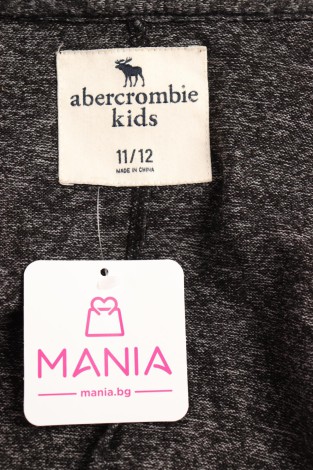 abercrombie
kids
11/12
MADE IN CHINA
MANIA
mania.bg